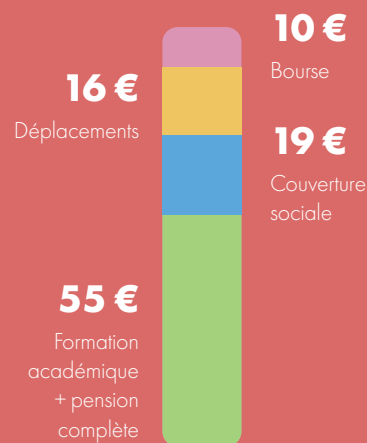 10 €
Bourse
16 €
Déplacements
19 €
Couverture
sociale
55 €
Formation
académique
+ pension
complète